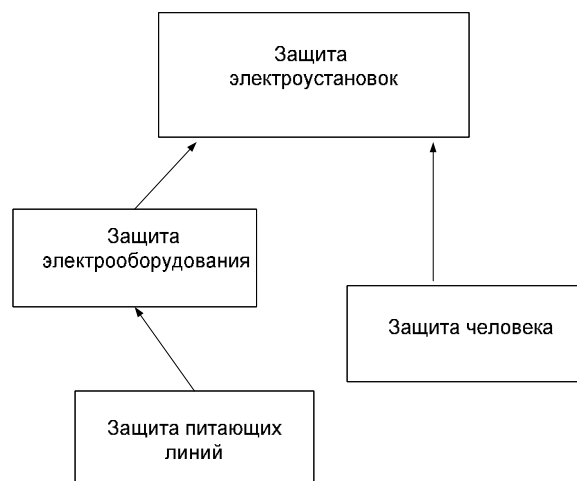 Защита
электроустановок
Защита
электрооборудования
Защита человека
Защита питающих
линий